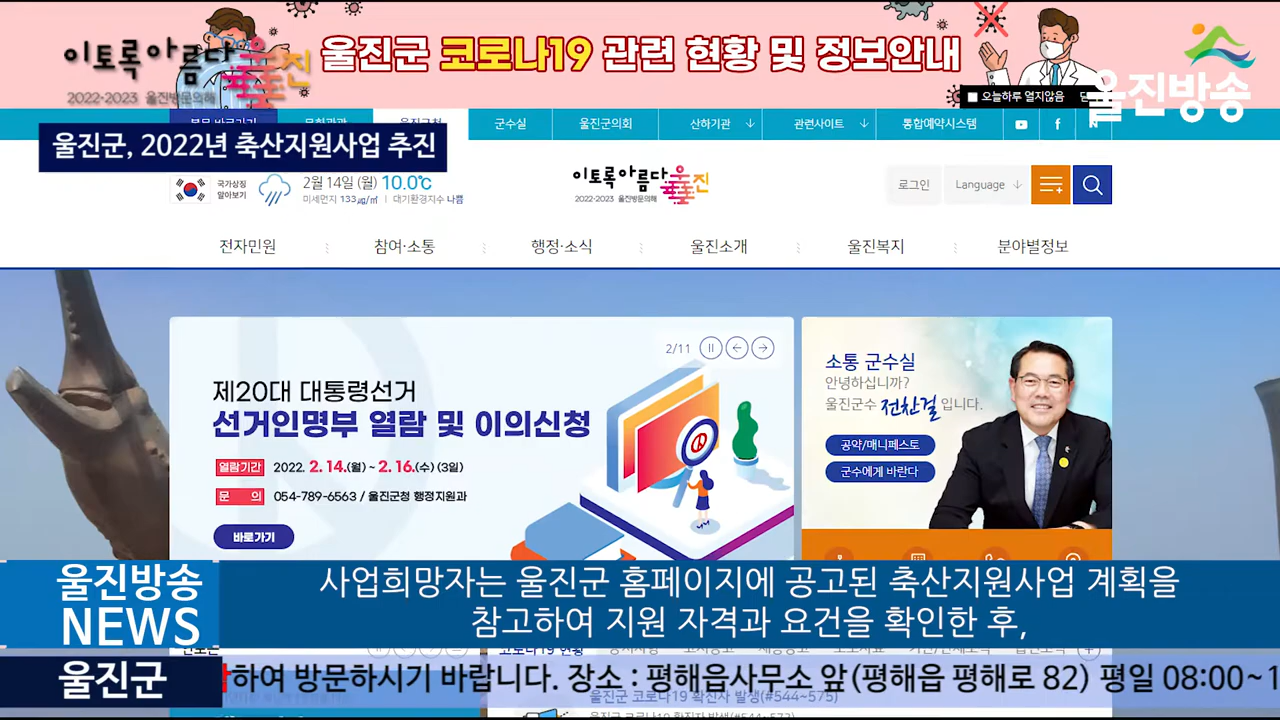 이토록 아름다울진
2022-2023 울진방문의해
울진군 코로나19 관련 현황 및 정보안내
오늘하루 열지않음
울진방송
울진군, 2022년 축산지원사업 추진
군수실
울진군의회
산하기관
관련사이트
통합예약시스템
국가상징
알아보기
2월 14일 (월) 10.0℃
미세먼지 133㎍/㎥ | 대기환경지수 나쁨
이토록 아름다울진
2022-2023 울진방문의해
로그인
Language
전자민원
참여·소통
행정·소식
울진소개
울진복지
분야별정보
2/11
제20대 대통령선거
선거인명부 열람 및 이의신청
열람기간 2022. 2. 14.(월) ~ 2. 16.(수) (3일)
문 의 054-789-6563 / 울진군청 행정지원과
바로가기
소통 군수실
안녕하십니까?
울진군수 전찬걸 입니다.
공약/매니페스토
군수에게 바란다
울진방송
NEWS
사업희망자는 울진군 홈페이지에 공고된 축산지원사업 계획을
참고하여 지원 자격과 요건을 확인한 후,
울진군
하여 방문하시기 바랍니다. 장소 : 평해읍사무소 앞(평해읍 평해로 82) 평일 08:00~1
울진군 코로나19 확진자 발생(#544~575)